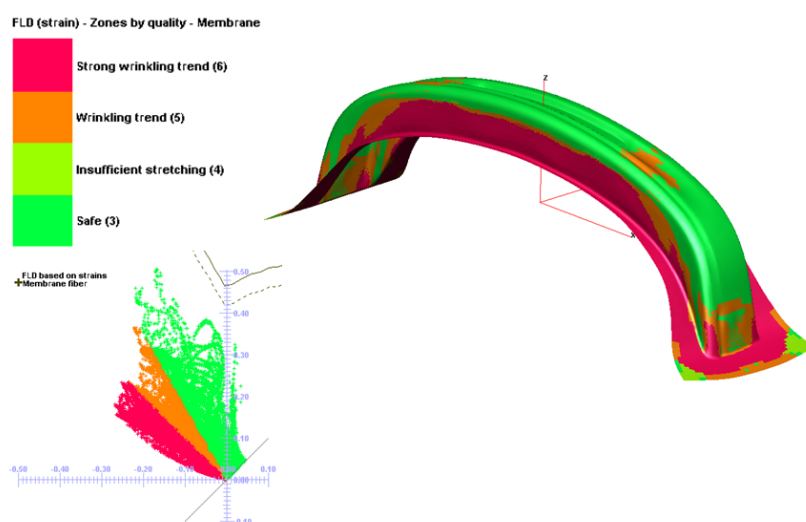 FLD (strain) - Zones by quality - Membrane
Strong wrinkling trend (6)
Wrinkling trend (5)
Insufficient stretching (4)
Safe (3)
FLD based on strains
Membrane fiber
z
x
0.50
0.40
0.30
0.20
0.10
-0.50
-0.40
-0.30
-0.20
-0.10
0.00
0.10
-0.10